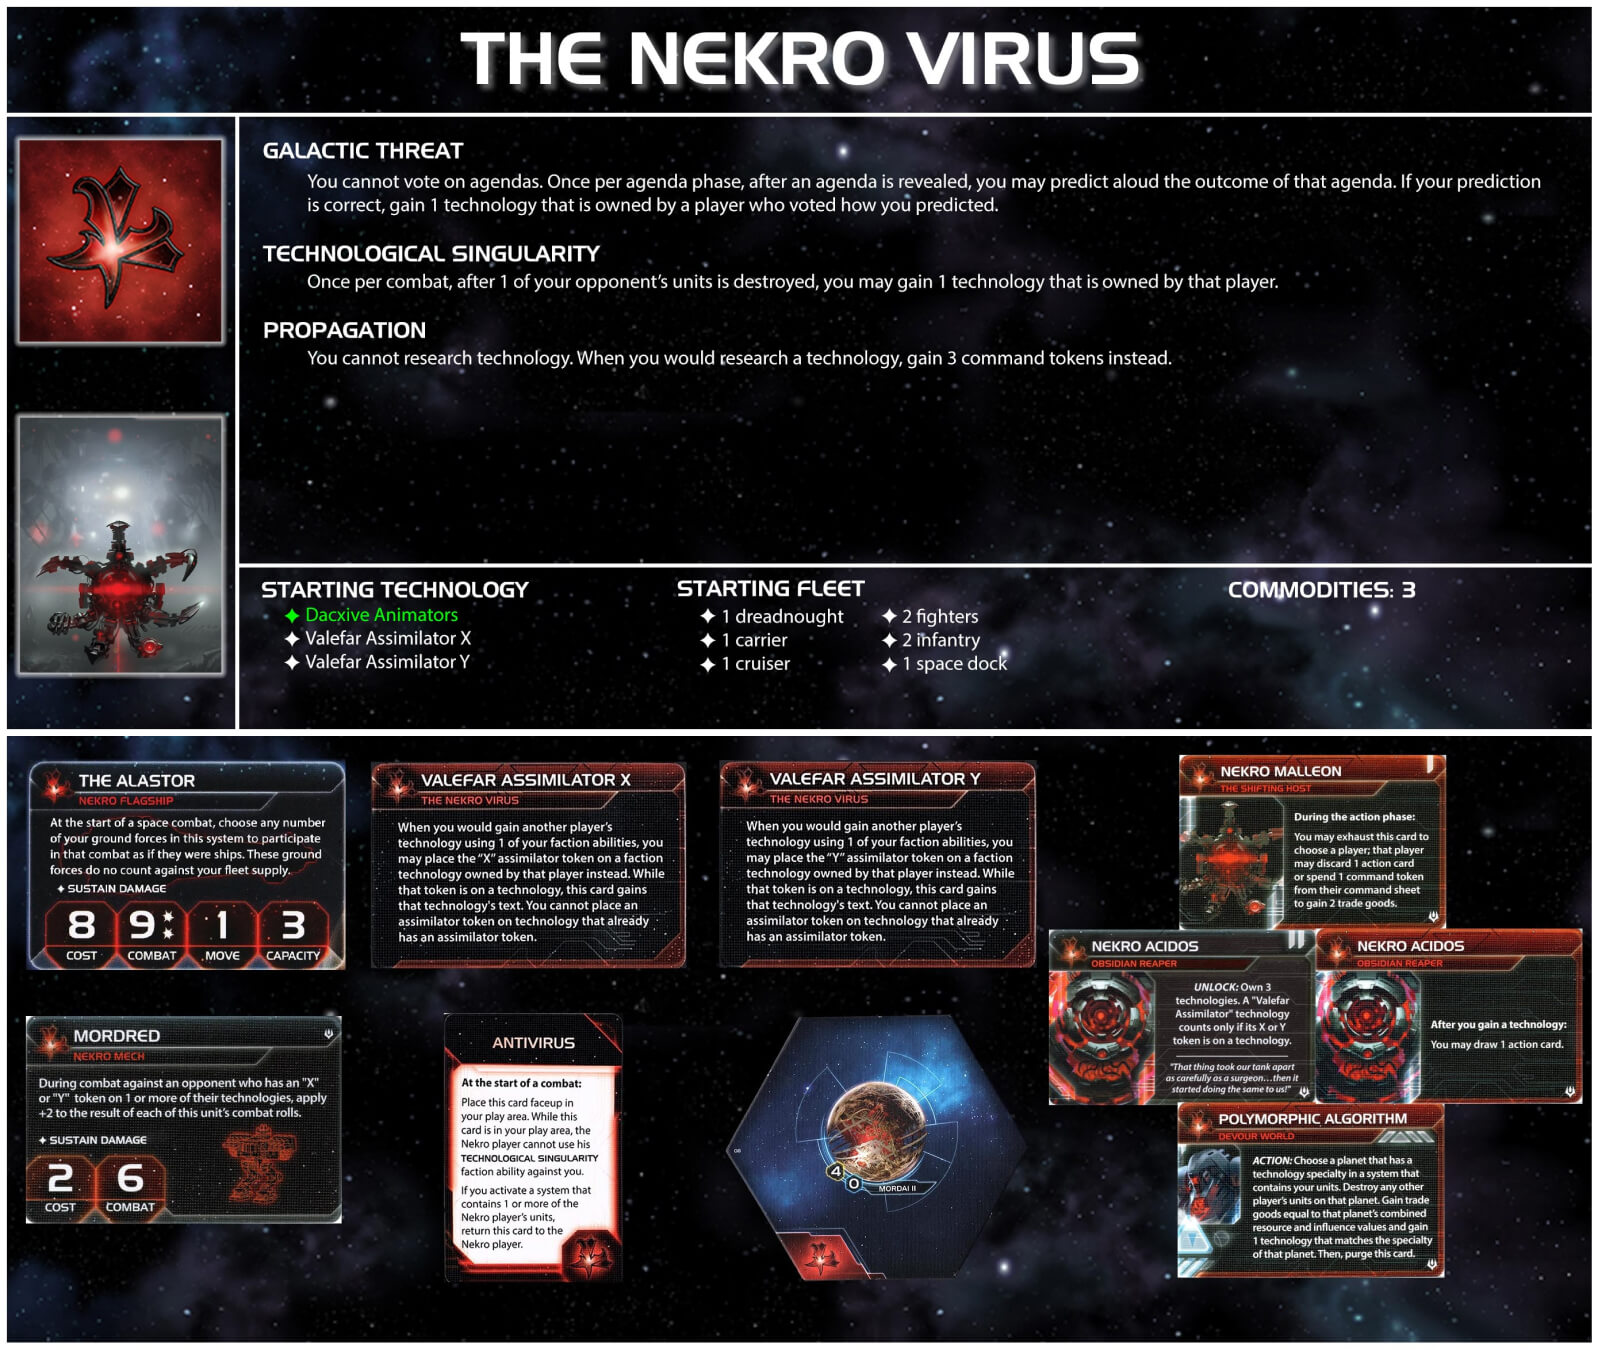 THE NEKRO VIRUS
GALACTIC THREAT
You cannot vote on agendas. Once per agenda phase, after an agenda is revealed, you may predict aloud the outcome of that agenda. If your prediction
is correct, gain 1 technology that is owned by a player who voted how you predicted.
TECHNOLOGICAL SINGULARITY
Once per combat, after 1 of your opponent's units is destroyed, you may gain 1 technology that is owned by that player.
PROPAGATION
You cannot research technology. When you would research a technology, gain 3 command tokens instead.
STARTING TECHNOLOGY
Dacxive Animators
Valefar Assimilator X
Valefar Assimilator Y
STARTING FLEET
1 dreadnought
1 carrier
1 cruiser
2 fighters
2 infantry
1 space dock
COMMODITIES: 3
THE ALASTOR
NEKRO FLAGSHIP
At the start of a space combat, choose any number
of your ground forces in this system to participate
in that combat as if they were ships. These ground
forces do no count against your fleet supply.
SUSTAIN DAMAGE
8 9 1 3
COST COMBAT MOVE CAPACITY
VALEFAR ASSIMILATOR X
THE NEKRO VIRUS
When you would gain another player's
technology using 1 of your faction abilities, you
may place the "X" assimilator token on a faction
technology owned by that player instead. While
that token is on a technology, this card gains
that technology's text. You cannot place an
assimilator token on technology that already
has an assimilator token.
VALEFAR ASSIMILATOR Y
THE NEKRO VIRUS
When you would gain another player's
technology using 1 of your faction abilities, you
may place the "Y" assimilator token on a faction
technology owned by that player instead. While
that token is on a technology, this card gains
that technology's text. You cannot place an
assimilator token on technology that already
has an assimilator token.
NEKRO MALLEON
THE SHIFTING HOST
During the action phase:
You may exhaust this card to
choose a player; that player
may discard 1 action card
or spend 1 command token
from their command sheet
to gain 2 trade goods.
NEKRO ACIDOS
OBSIDIAN REAPER
UNLOCK: Own 3
technologies. A "Valefar
Assimilator" technology
counts only if its X or Y
token is on a technology.
"That thing took our tank apart
as carefully as a surgeon...then it
started doing the same to us!"
NEKRO ACIDOS
OBSIDIAN REAPER
After you gain a technology:
You may draw 1 action card.
MORDRED
NEKRO MECH
During combat against an opponent who has an "X"
or "Y" token on 1 or more of their technologies, apply
+2 to the result of each of this unit's combat rolls.
SUSTAIN DAMAGE
2 6
COST COMBAT
ANTIVIRUS
At the start of a combat:
Place this card faceup in
your play area. While this
card is in your play area, the
Nekro player cannot use his
TECHNOLOGICAL SINGULARITY
faction ability against you.
If you activate a system that
contains 1 or more of the
Nekro player's units,
return this card to the
Nekro player.
08
4
0
MORDAI II
POLYMORPHIC ALGORITHM
DEVOUR WORLD
ACTION: Choose a planet that has a
technology specialty in a system that
contains your units. Destroy any other
player's units on that planet. Gain trade
goods equal to that planet's combined
resource and influence values and gain
1 technology that matches the specialty
of that planet. Then, purge this card.